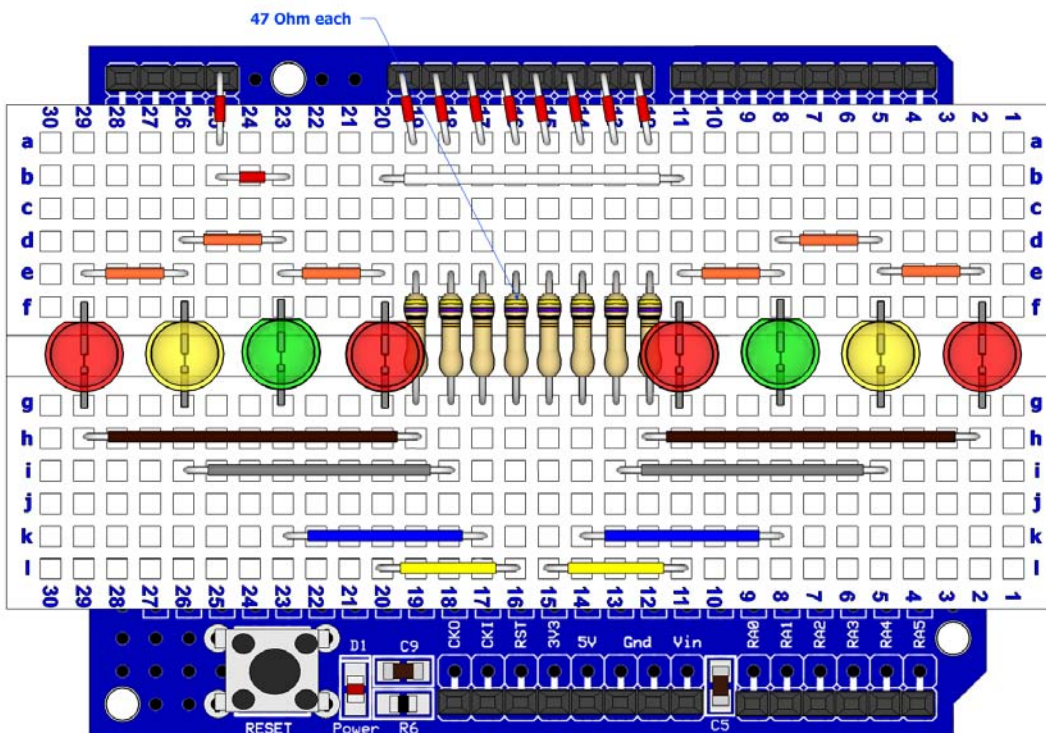 47 Ohm each
30 29 28 27 26 25 24 23 22 21 20 19 18 17 16 15 14 13 12 11 10 9 8 7 6 5 4 3 2 1
a a
b b
c c
d d
e e
f f
g g
h h
i i
j j
k k
l l
30 29 28 27 26 25 24 23 22 21 20 19 18 17 16 15 14 13 12 11 10 9 8 7 6 5 4 3 2 1
CKO CKI RST 3V3 5V Gnd Vin RA0 RA1 RA2 RA3 RA4 RA5
D1 C9
RESET Power R6 C5